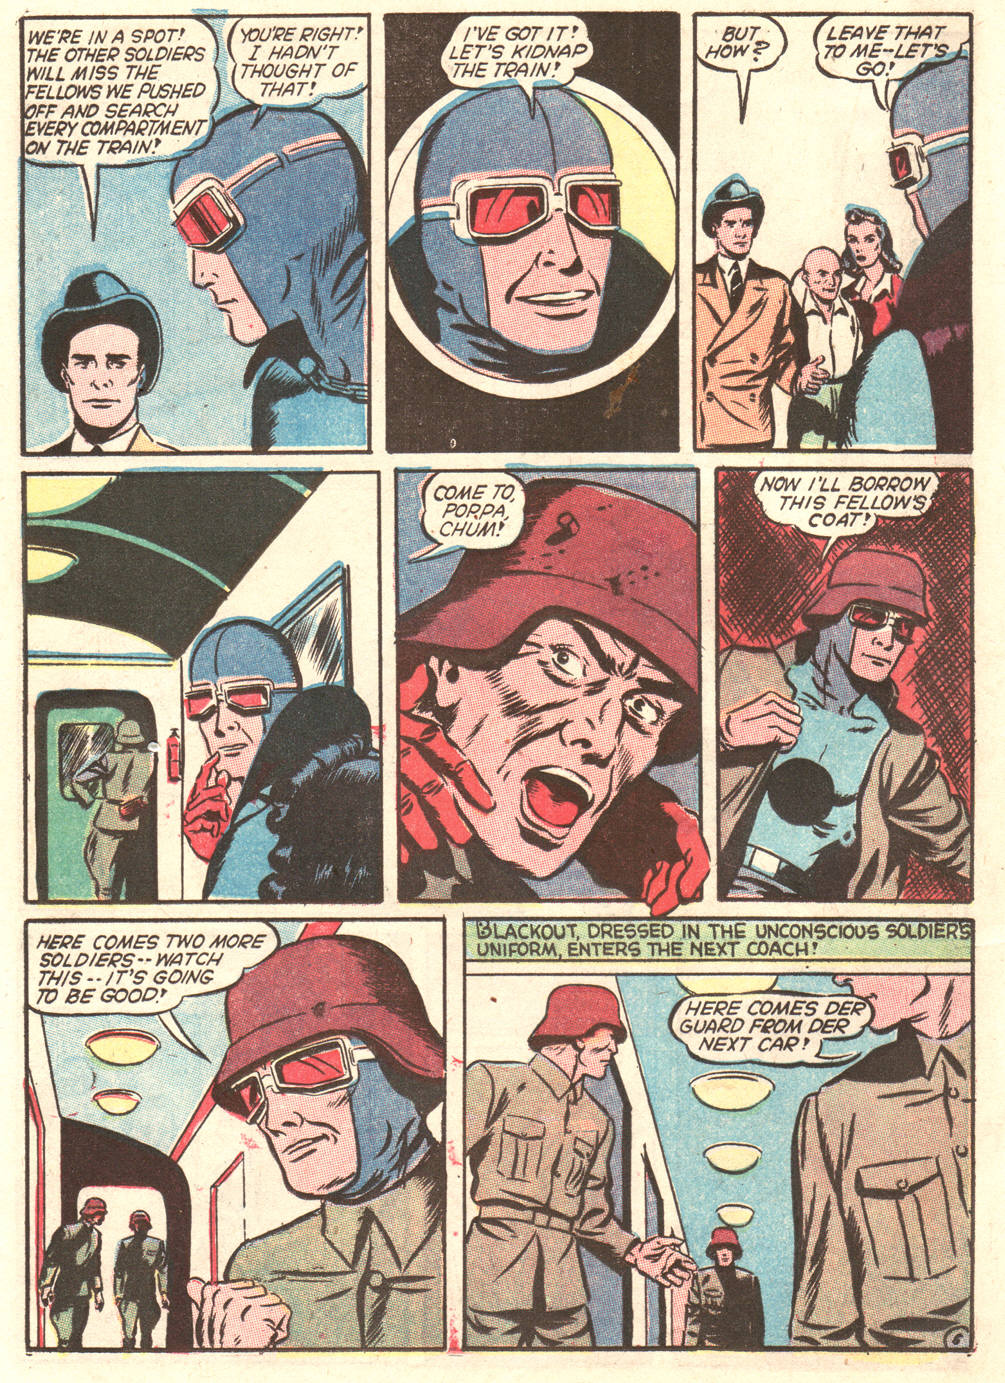 WE'RE IN A SPOT!
THE OTHER SOLDIERS
WILL MISS THE
FELLOWS WE PUSHED
OFF AND SEARCH
EVERY COMPARTMENT
ON THE TRAIN!
YOU'RE RIGHT!
I HADN'T
THOUGHT OF
THAT!
I'VE GOT IT!
LET'S KIDNAP
THE TRAIN!
BUT
HOW?
LEAVE THAT
TO ME--LET'S
GO!
COME TO,
POR.PA,
CHUM!
NOW I'LL BORROW
THIS FELLOW'S
COAT!
HERE COMES TWO MORE
SOLDIERS-- WATCH
THIS-- IT'S GOING
TO BE GOOD!
BLACKOUT, DRESSED IN THE UNCONSCIOUS SOLDIER'S
UNIFORM, ENTERS THE NEXT COACH!
HERE COMES DER
GUARD FROM DER
NEXT CAR!
6